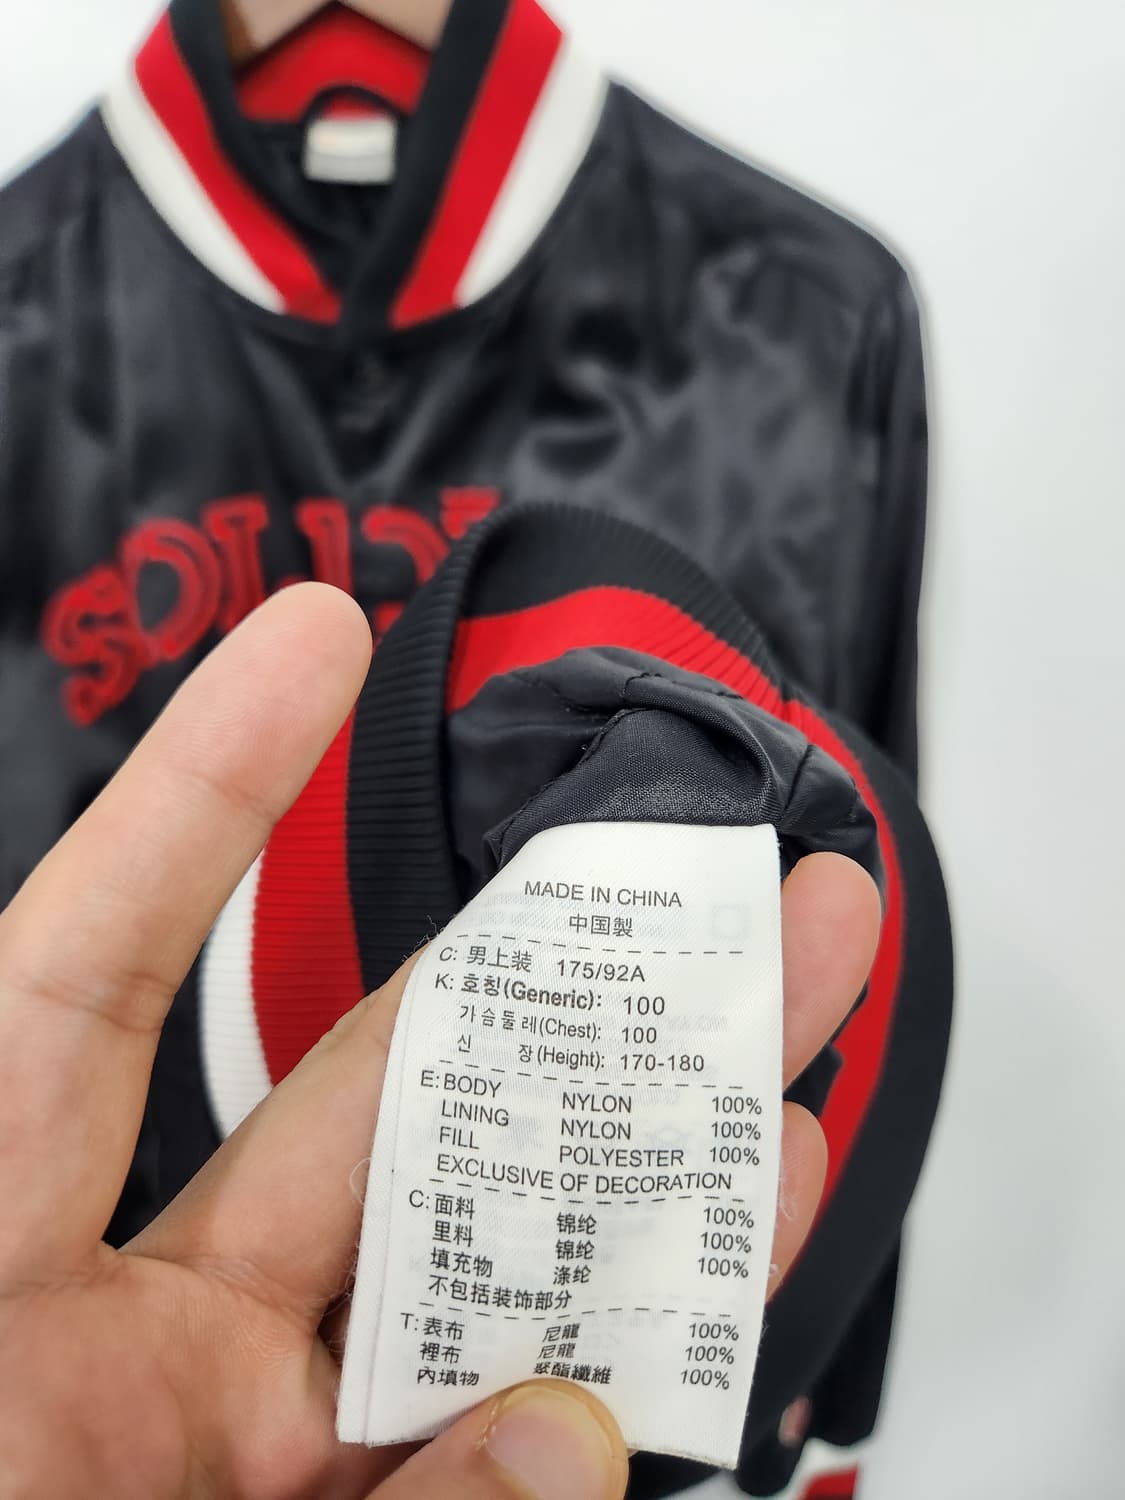 MADE IN CHINA
中国製
C: 男上装 175/92A
K: 호칭(Generic): 100
가슴둘레(Chest): 100
신 장(Height): 170-180
E: BODY NYLON 100%
LINING NYLON 100%
FILL POLYESTER 100%
EXCLUSIVE OF DECORATION
C: 面料 锦纶 100%
里料 锦纶 100%
填充物 涤纶 100%
不包括装饰部分
T: 表布 尼龍 100%
裡布 尼龍 100%
內填物 聚酯纖維 100%